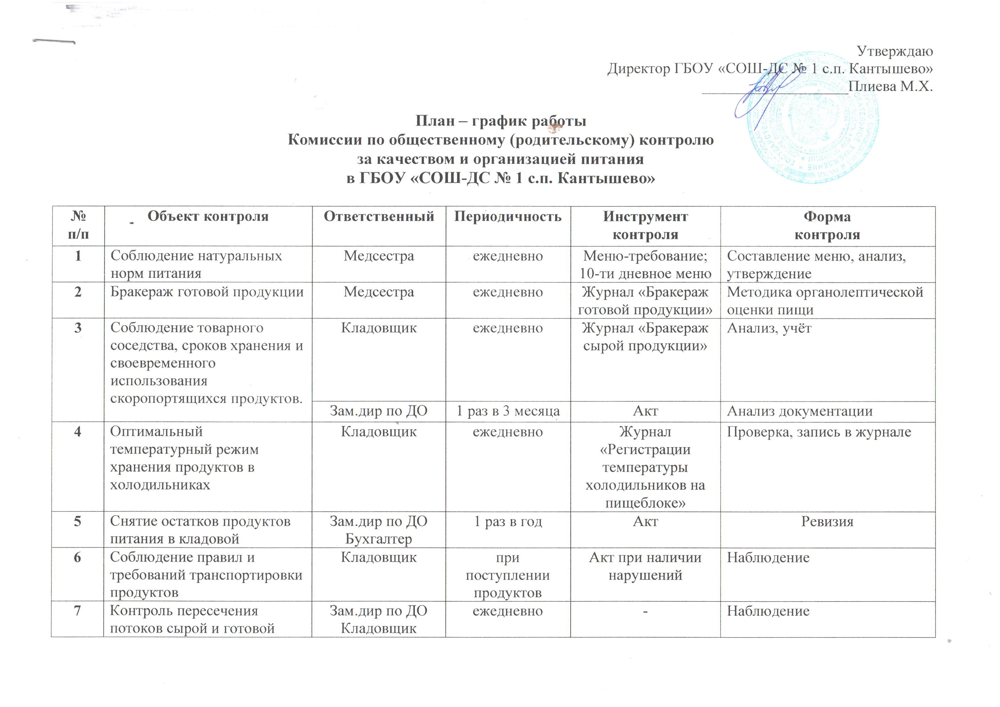 Утверждаю
Директор ГБОУ «СОШ-ДС № 1 с.п. Кантышево»
Плиева М.Х.
План – график работы
Комиссии по общественному (родительскому) контролю
за качеством и организацией питания
в ГБОУ «СОШ-ДС № 1 с.п. Кантышево»
№ п/п
Объект контроля
Ответственный
Периодичность
Инструмент
контроля
Форма
контроля
1
Соблюдение натуральных
норм питания
Медсестра
ежедневно
Меню-требование;
10-ти дневное меню
Составление меню, анализ,
утверждение
2
Бракераж готовой продукции
Медсестра
ежедневно
Журнал «Бракераж
готовой продукции»
Методика органолептической
оценки пищи
3
Соблюдение товарного
соседства, сроков хранения и
своевременного
использования
скоропортящихся продуктов.
Кладовщик
ежедневно
Журнал «Бракераж
сырой продукции»
Анализ, учёт
Зам.дир по ДО
1 раз в 3 месяца
Акт
Анализ документации
4
Оптимальный
температурный режим
хранения продуктов в
холодильниках
Кладовщик
ежедневно
Журнал
«Регистрации
температуры
холодильников на
пищеблоке»
Проверка, запись в журнале
5
Снятие остатков продуктов
питания в кладовой
Зам.дир по ДО
Бухгалтер
1 раз в год
Акт
Ревизия
6
Соблюдение правил и
требований транспортировки
продуктов
Кладовщик
при
поступлении
продуктов
Акт при наличии
нарушений
Наблюдение
7
Контроль пересечения
потоков сырой и готовой
Зам.дир по ДО
Кладовщик
ежедневно
-
Наблюдение